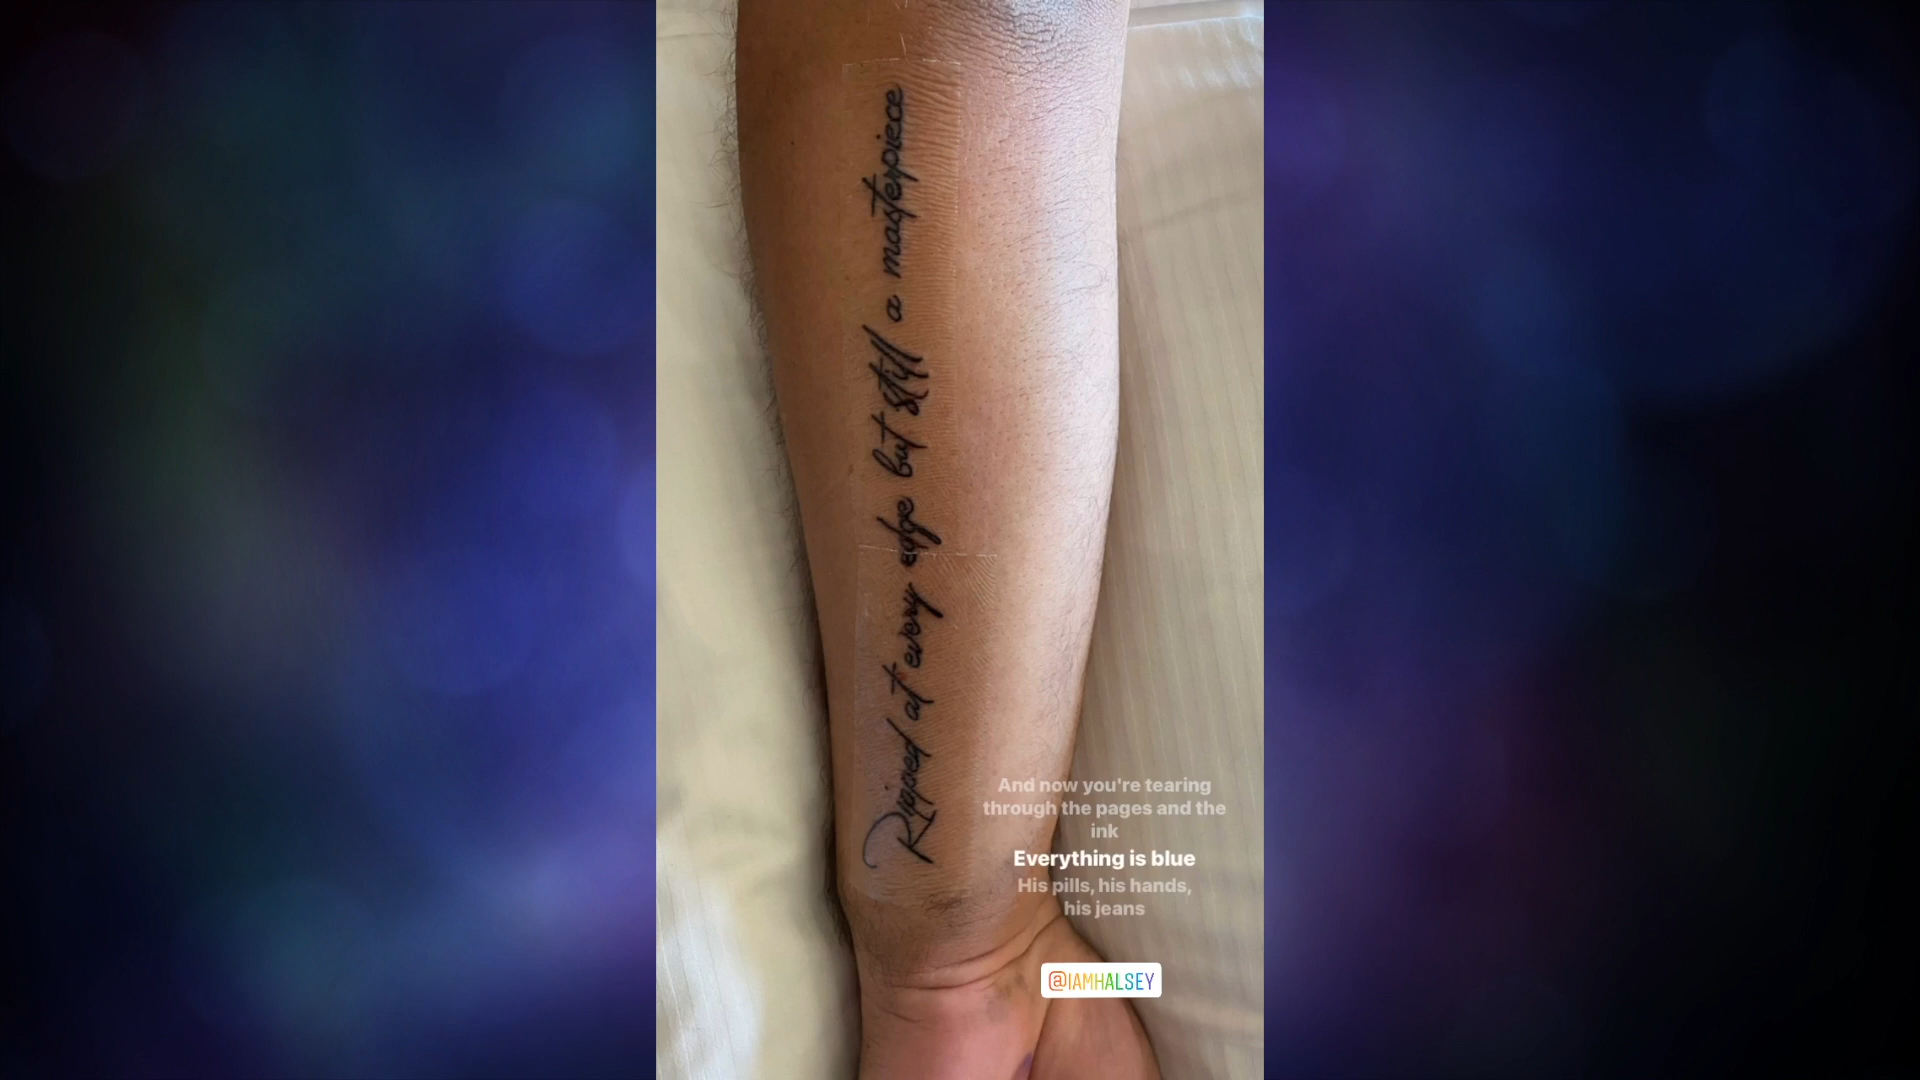 Ripped at every edge but still a masterpiece
And now you're tearing
through the pages and the
ink
Everything is blue
His pills, his hands,
his jeans
@IAMHALSEY